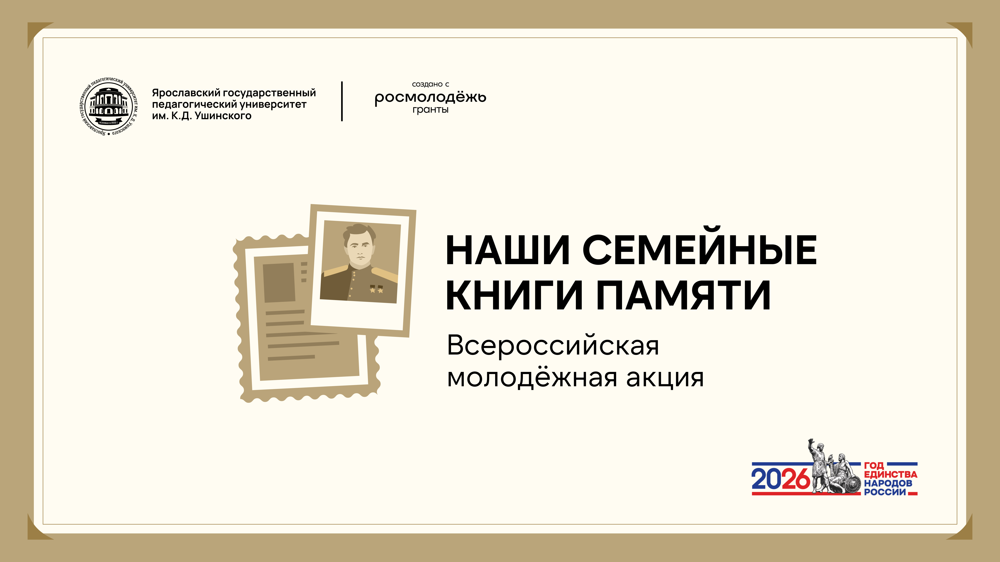 Ярославский государственный педагогический университет им. К.Д. Ушинского
основан в 1908 г.
Ярославский государственный
педагогический университет
им. К.Д. Ушинского
создано с
росмолодёжь
гранты
НАШИ СЕМЕЙНЫЕ
КНИГИ ПАМЯТИ
Всероссийская
молодёжная акция
2026
ГОД
ЕДИНСТВА
НАРОДОВ
РОССИИ